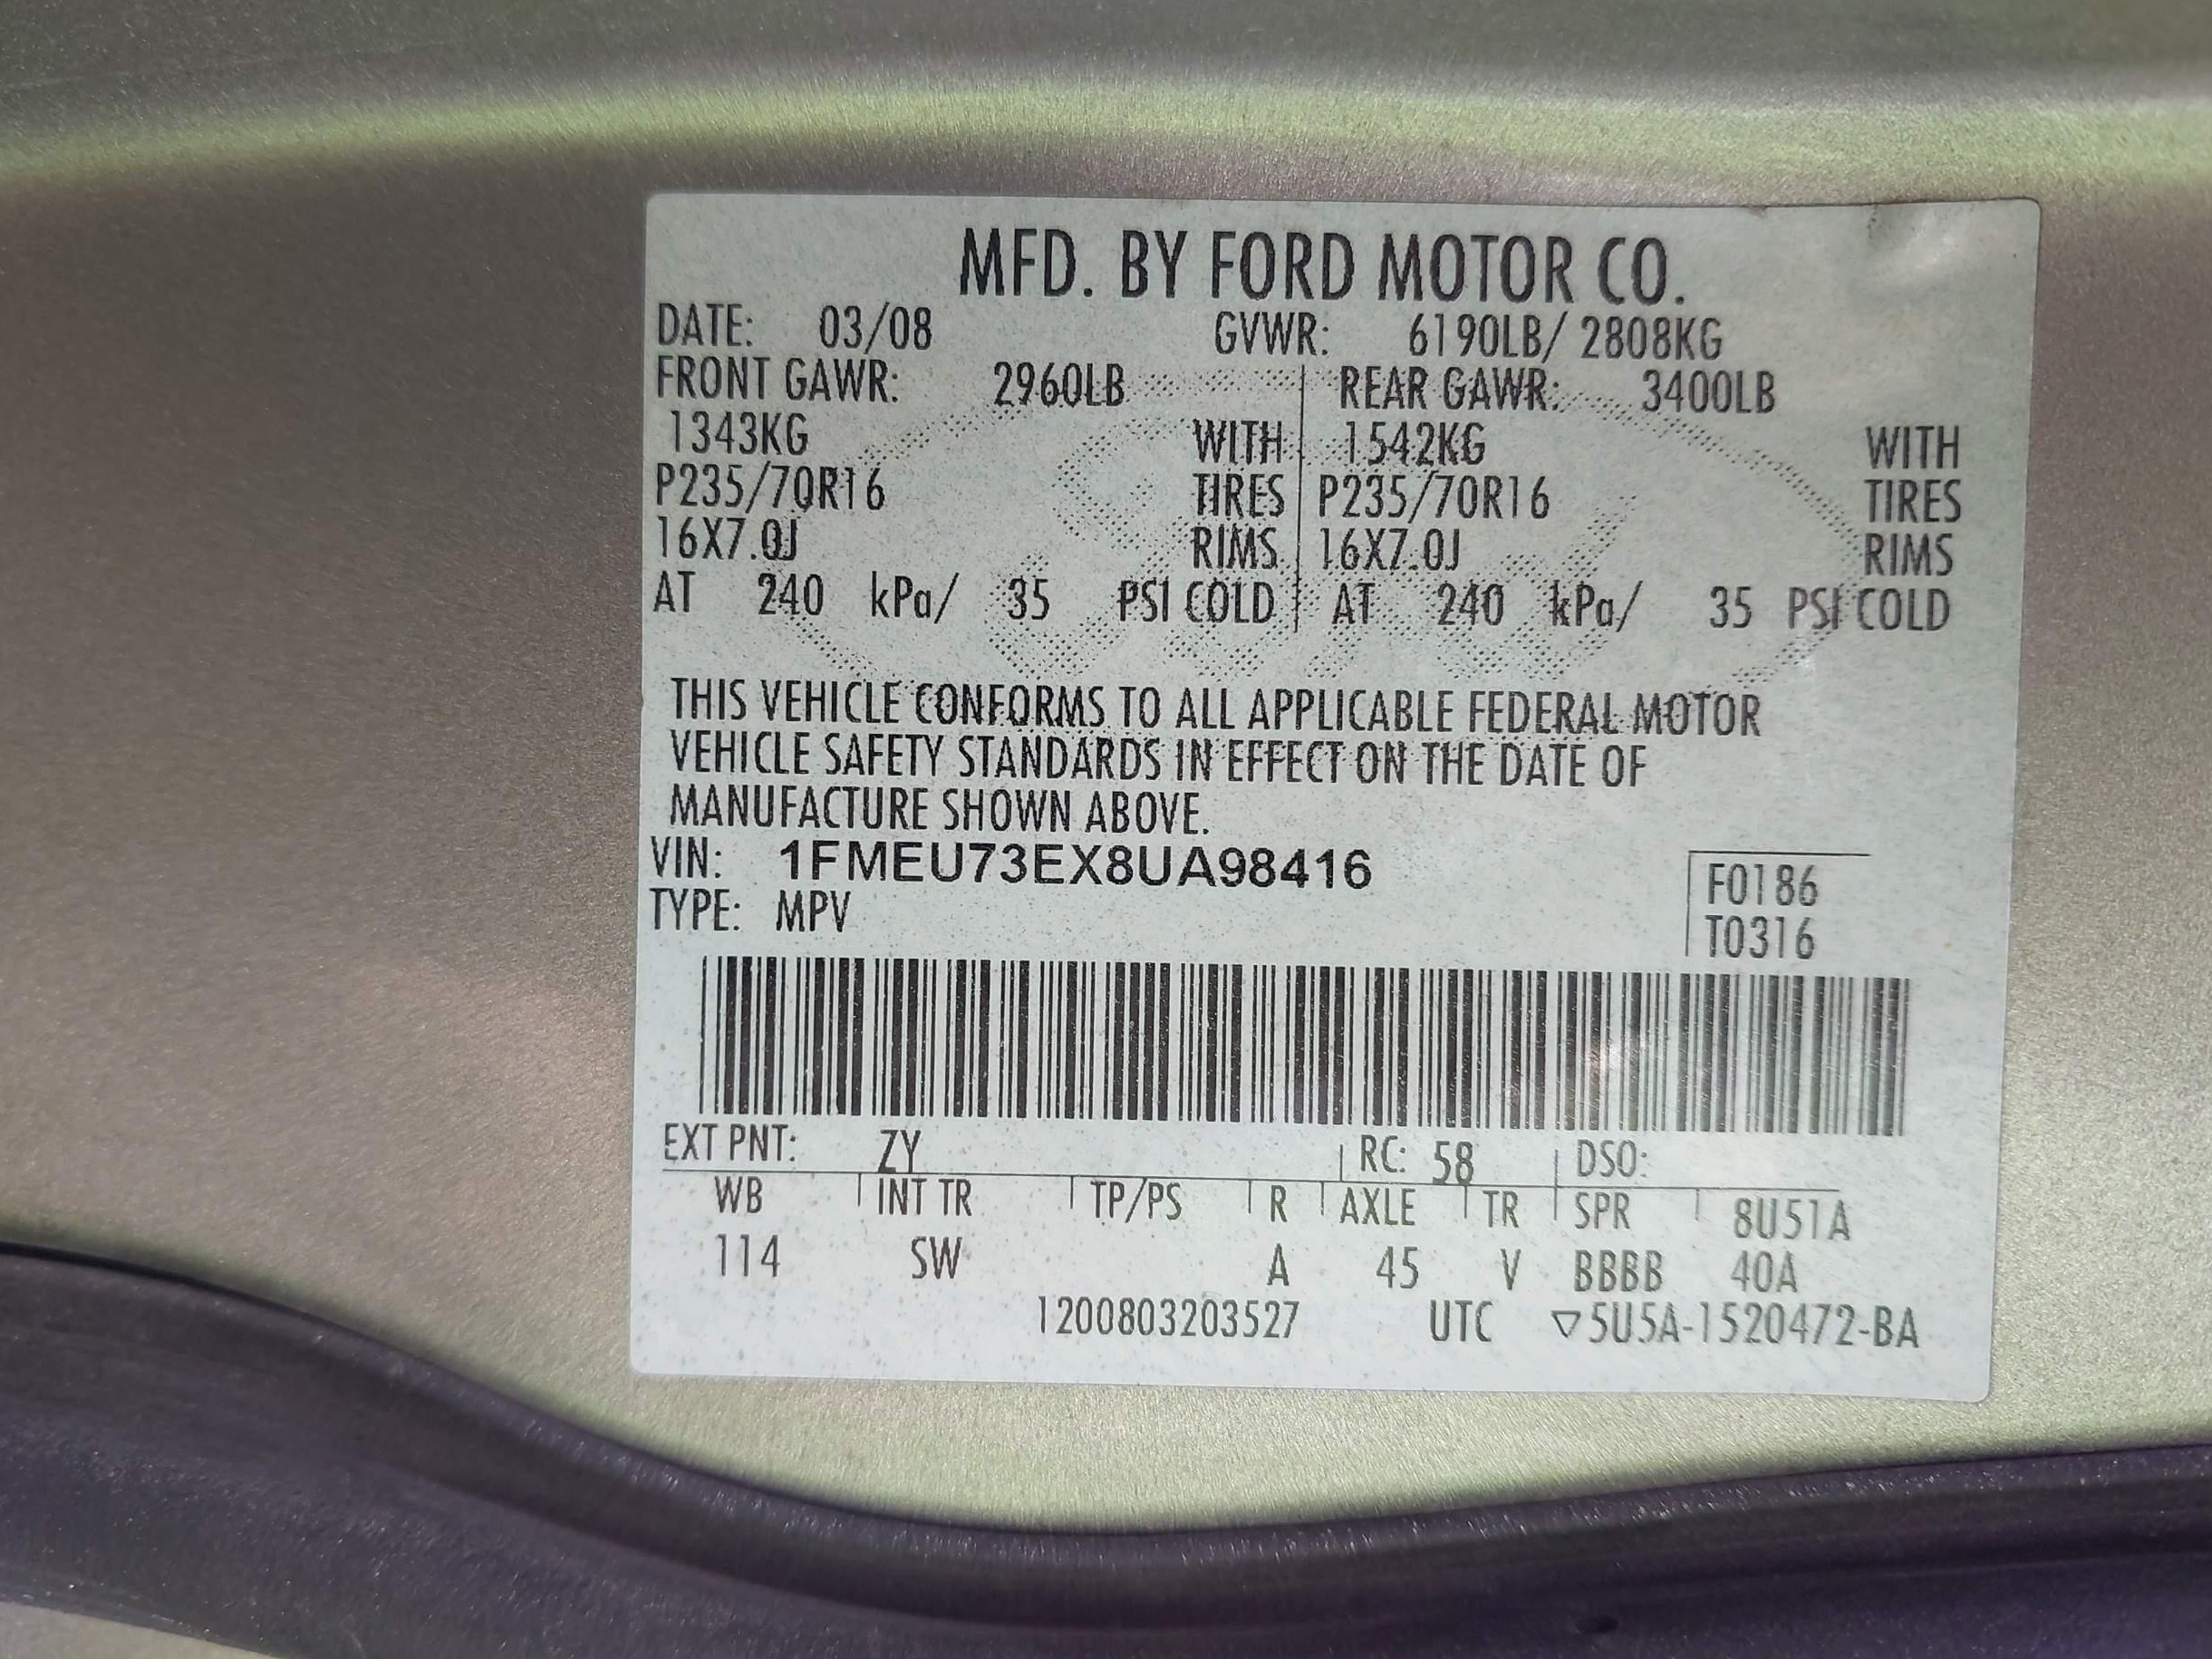 MFD. BY FORD MOTOR CO.
DATE: 03/08 GVWR: 6190LB/ 2808KG
FRONT GAWR: 2960LB REAR GAWR: 3400LB
1343KG WITH 1542KG WITH
P235/70R16 TIRES P235/70R16 TIRES
16X7.0J RIMS 16X7.0J RIMS
AT 240 kPa/ 35 PSI COLD AT 240 kPa/ 35 PSI COLD
THIS VEHICLE CONFORMS TO ALL APPLICABLE FEDERAL MOTOR
VEHICLE SAFETY STANDARDS IN EFFECT ON THE DATE OF
MANUFACTURE SHOWN ABOVE.
VIN: 1FMEU73EX8UA98416
TYPE: MPV
F0186
T0316
EXT PNT: ZY RC: 58 DSO:
WB INT TR TP/PS R AXLE TR SPR 8U51A
114 SW A 45 V BBBB 40A
1200803203527 UTC ▽5U5A-1520472-BA